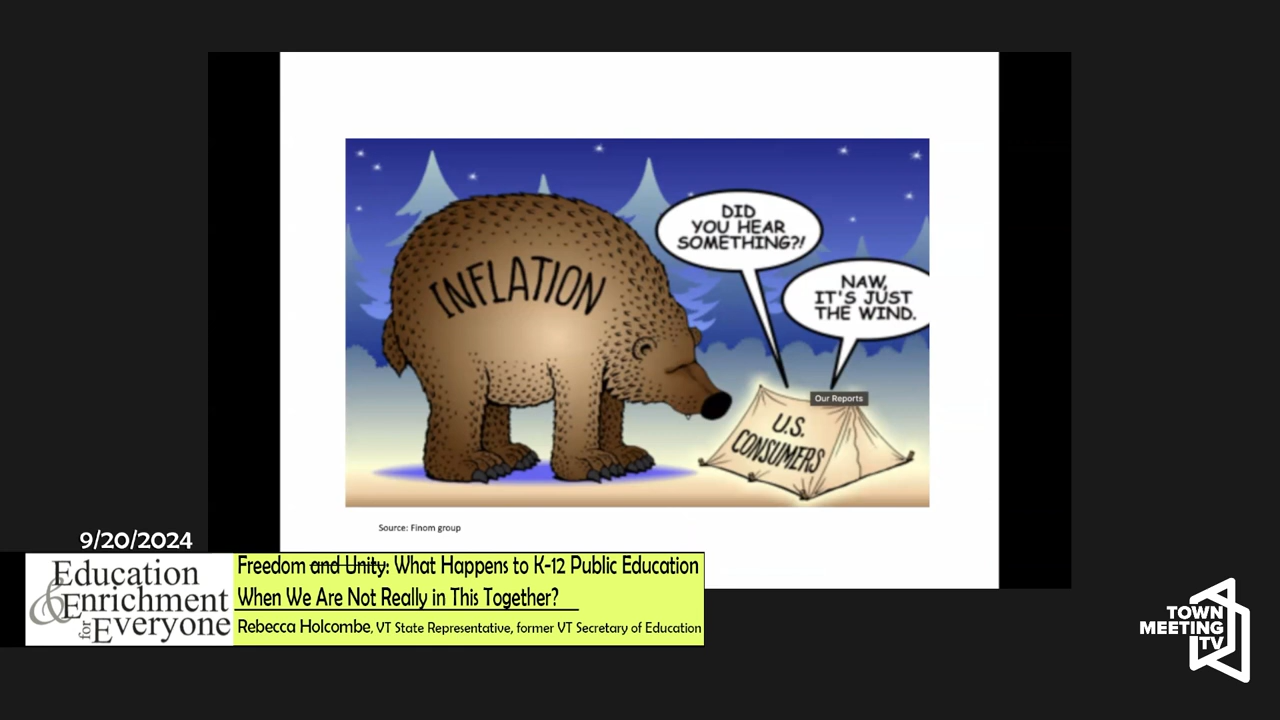 INFLATION
DID
YOU HEAR
SOMETHING?!
NAW,
IT'S JUST
THE WIND.
Our Reports
U.S.
CONSUMERS
Source: Finom group
9/20/2024
Education
& Enrichment
for Everyone
Freedom and Unity: What Happens to K-12 Public Education
When We Are Not Really in This Together?
Rebecca Holcombe, VT State Representative, former VT Secretary of Education
TOWN
MEETING
TV